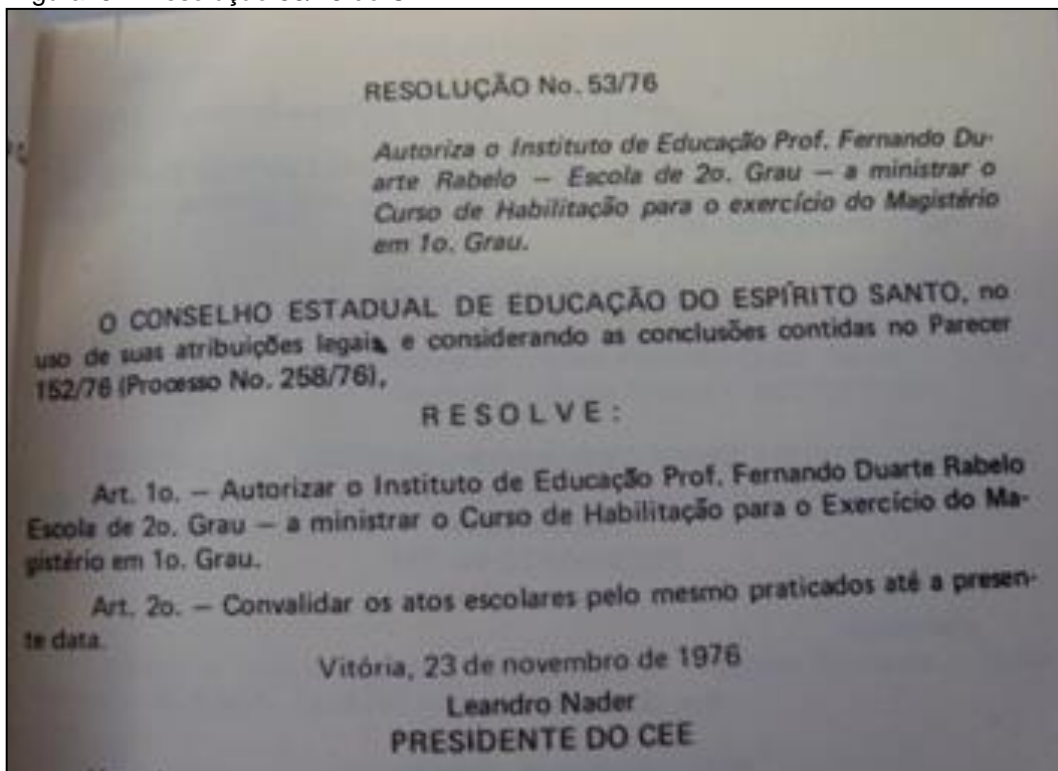 RESOLUÇÃO No. 53/76
Autoriza o Instituto de Educação Prof. Fernando Du-
arte Rabelo — Escola de 2o. Grau — a ministrar o
Curso de Habilitação para o exercício do Magistério
em 1o. Grau.
O CONSELHO ESTADUAL DE EDUCAÇÃO DO ESPÍRITO SANTO, no
uso de suas atribuições legais, e considerando as conclusões contidas no Parecer
152/76 (Processo No. 258/76),
R E S O L V E :
Art. 1o. — Autorizar o Instituto de Educação Prof. Fernando Duarte Rabelo
Escola de 2o. Grau — a ministrar o Curso de Habilitação para o Exercício do Ma-
gistério em 1o. Grau.
Art. 2o. — Convalidar os atos escolares pelo mesmo praticados até a presen-
te data.
Vitória, 23 de novembro de 1976
Leandro Nader
PRESIDENTE DO CEE